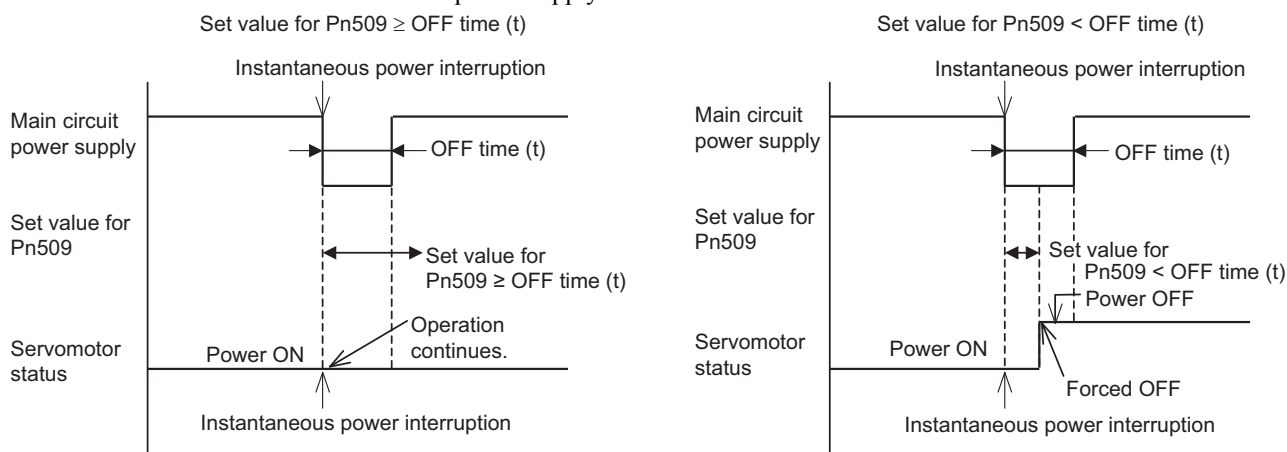 Set value for Pn509 ≥ OFF time (t)
Instantaneous power interruption
Main circuit
power supply
OFF time (t)
Set value for
Pn509
Set value for
Pn509 ≥ OFF time (t)
Operation
continues.
Power ON
Servomotor
status
Instantaneous power interruption
Set value for Pn509 < OFF time (t)
Instantaneous power interruption
Main circuit
power supply
OFF time (t)
Set value for
Pn509
Set value for
Pn509 < OFF time (t)
Power OFF
Power ON
Servomotor
status
Forced OFF
Instantaneous power interruption